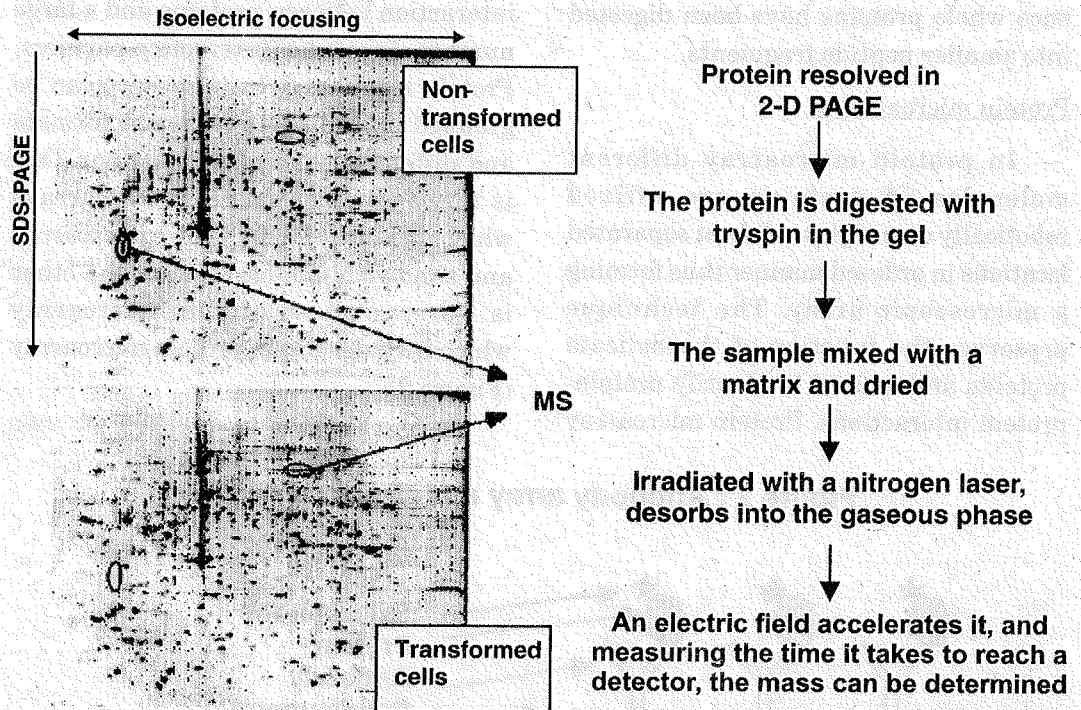 Isoelectric focusing
SDS-PAGE
Non-
transformed
cells
MS
Transformed
cells
Protein resolved in
2-D PAGE
The protein is digested with
tryspin in the gel
The sample mixed with a
matrix and dried
Irradiated with a nitrogen laser,
desorbs into the gaseous phase
An electric field accelerates it, and
measuring the time it takes to reach a
detector, the mass can be determined